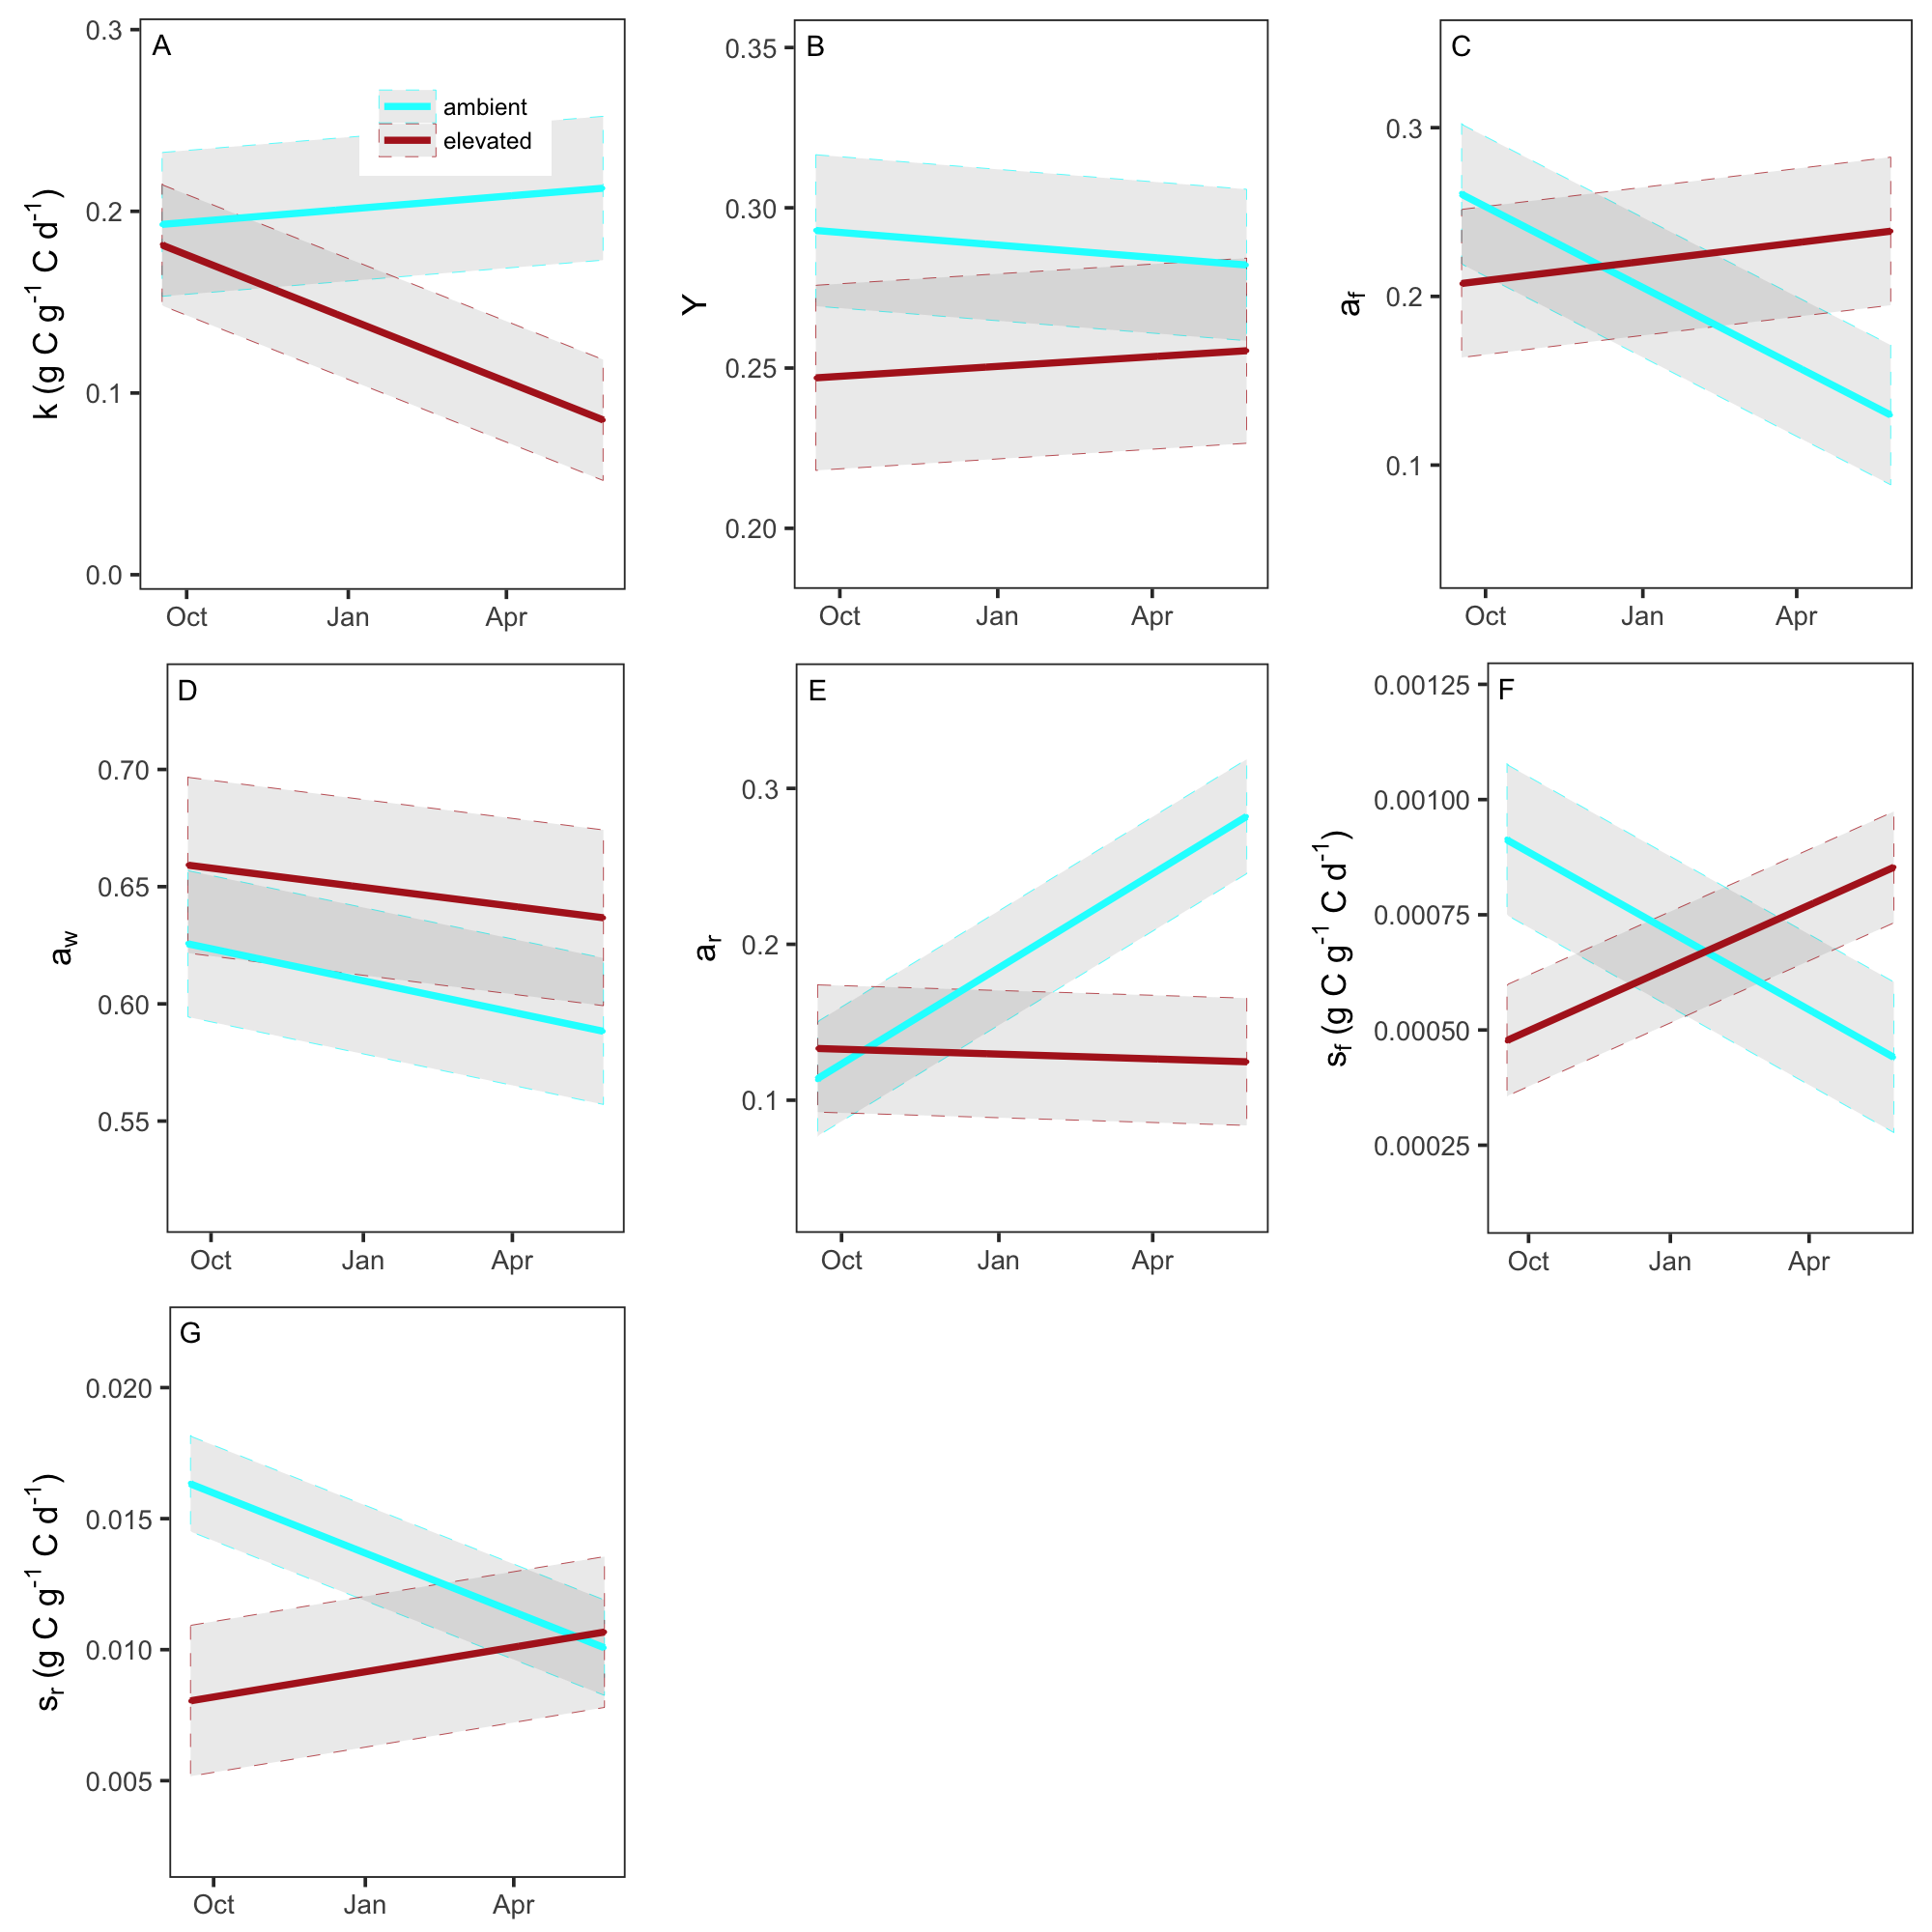 A
0.3
0.2
0.1
0.0
k (g C g⁻¹ C d⁻¹)
ambient
elevated
Oct Jan Apr
B
0.35
0.30
0.25
0.20
Y
Oct Jan Apr
C
0.3
0.2
0.1
af
Oct Jan Apr
D
0.70
0.65
0.60
0.55
aw
Oct Jan Apr
E
0.3
0.2
0.1
ar
Oct Jan Apr
F
0.00125
0.00100
0.00075
0.00050
0.00025
sf (g C g⁻¹ C d⁻¹)
Oct Jan Apr
G
0.020
0.015
0.010
0.005
sr (g C g⁻¹ C d⁻¹)
Oct Jan Apr